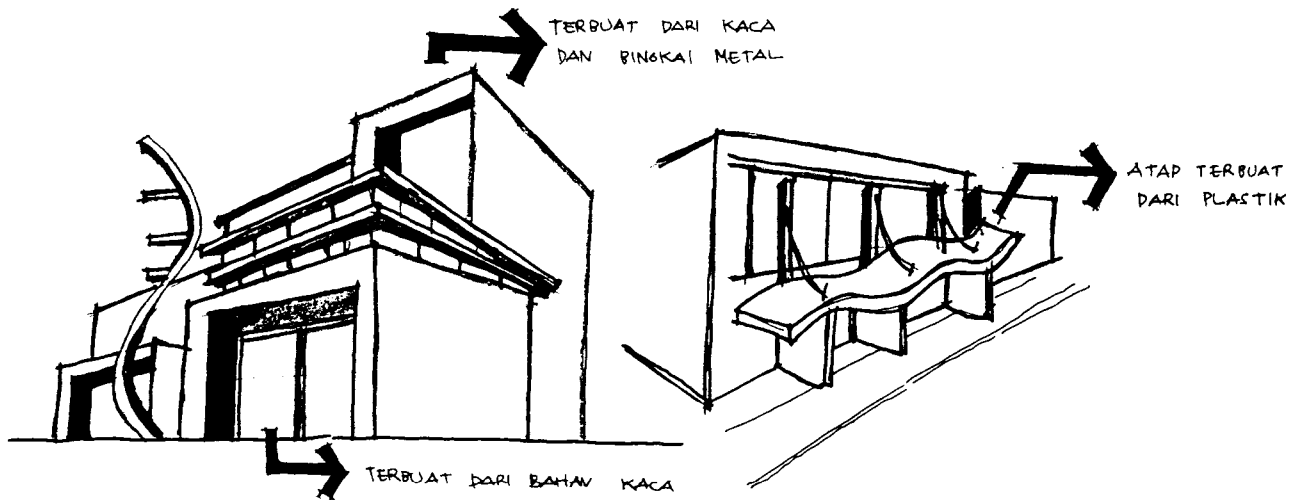 TERBUAT DARI KACA
DAN BINGKAI METAL
ATAP TERBUAT
DARI PLASTIK
TERBUAT DARI BAHAN KACA